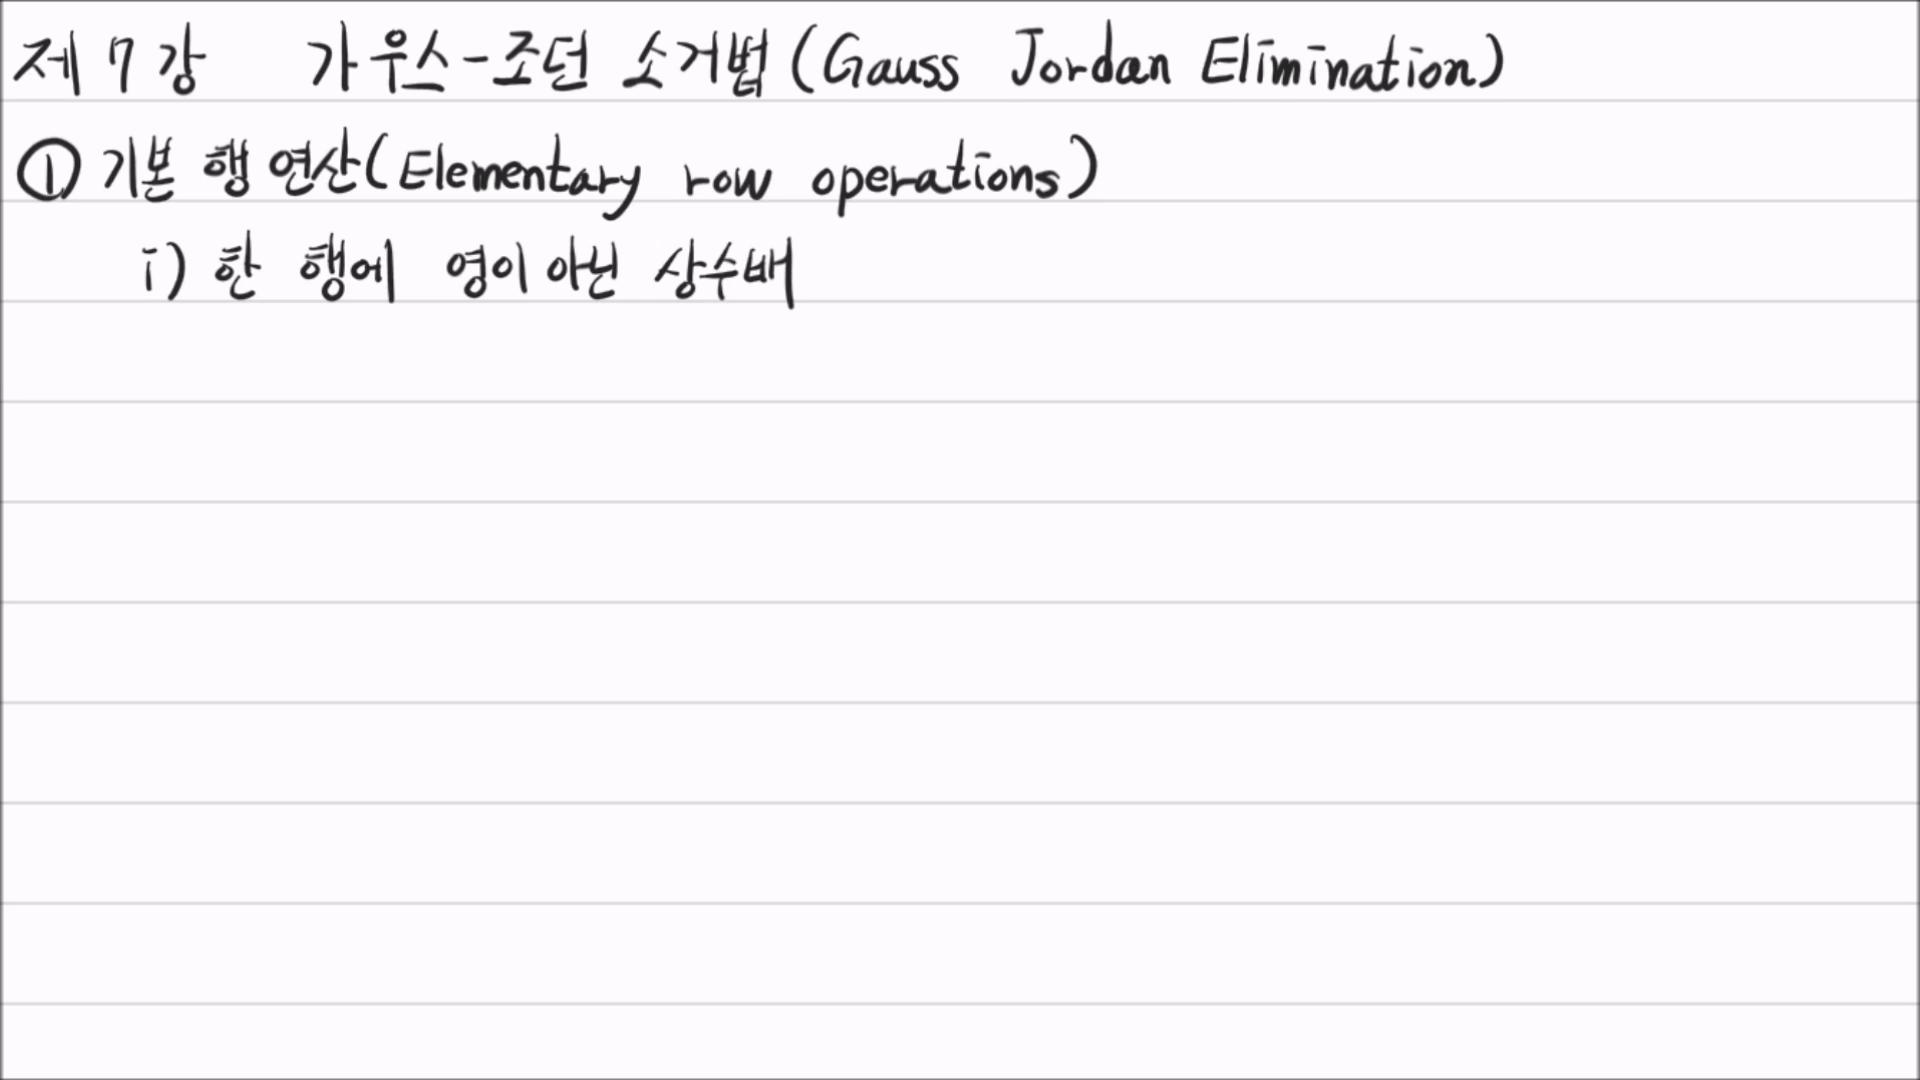 제 7 강 가우스-조던 소거법 (Gauss Jordan Elimination)
① 기본 행 연산(Elementary row operations)
i) 한 행에 영이 아닌 상수배